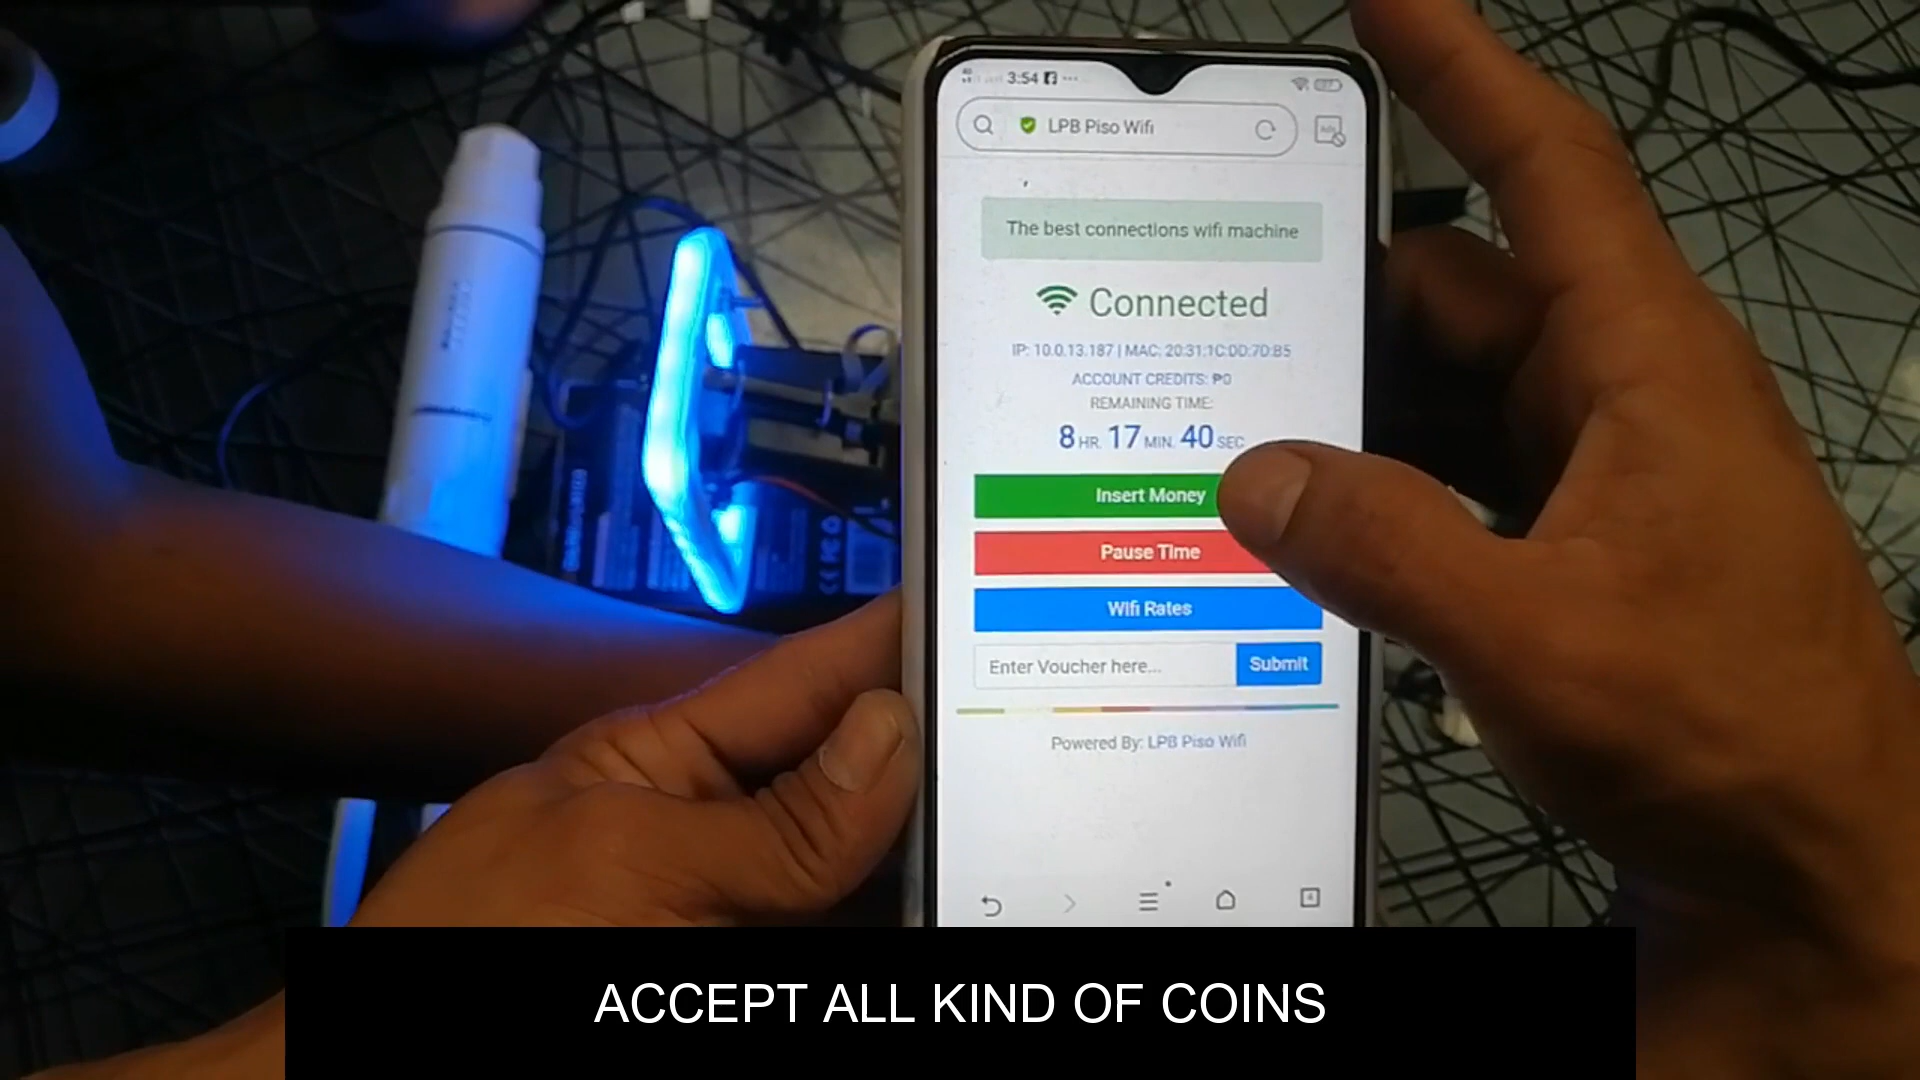 3:54
LPB Piso Wifi
The best connections wifi machine
Connected
IP: 10.0.13.187 | MAC: 20:31:1C:0D:7D:B5
ACCOUNT CREDITS: ₱0
REMAINING TIME:
8 HR. 17 MIN. 40 SEC
Insert Money
Pause Time
Wifi Rates
Enter Voucher here...
Submit
Powered By: LPB Piso Wifi
ACCEPT ALL KIND OF COINS